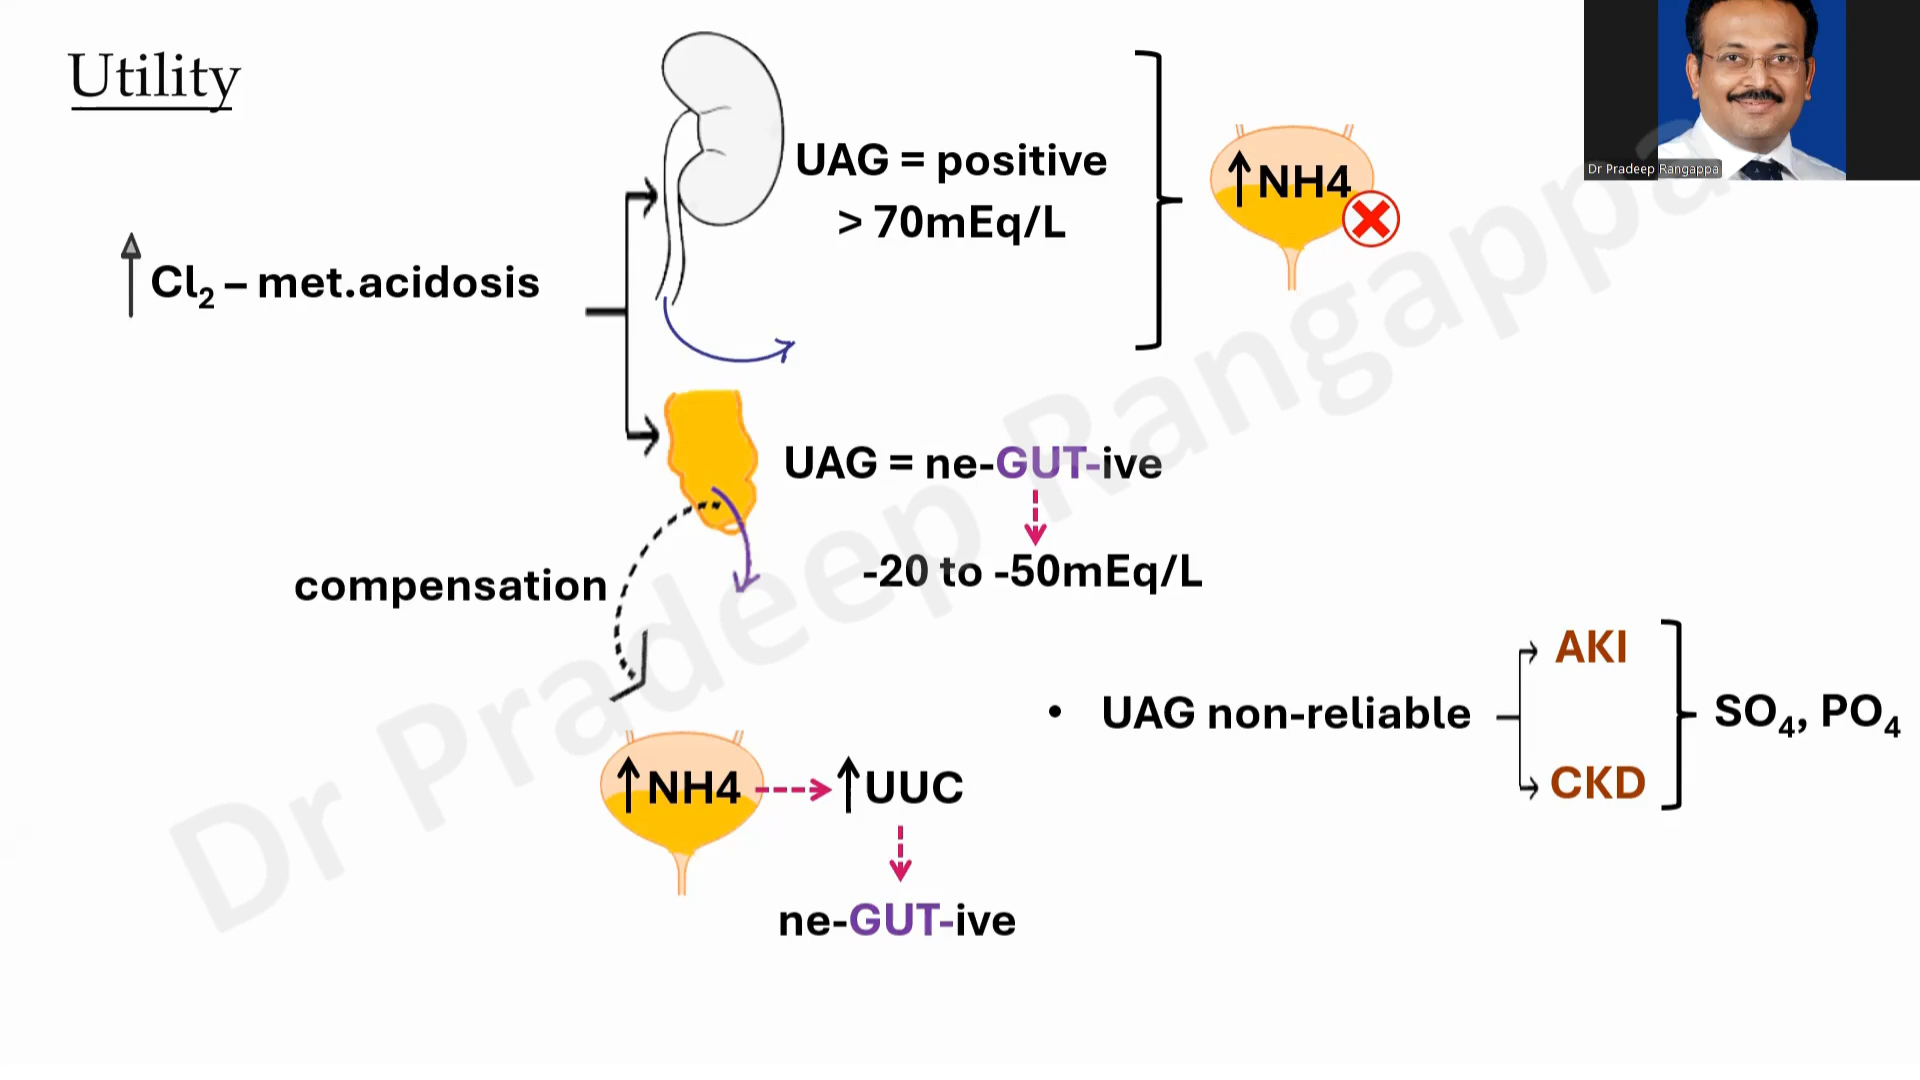 Utility
Dr Pradeep Rangappa
UAG = positive
> 70mEq/L
↑NH4
↑ Cl₂ – met.acidosis
UAG = ne-GUT-ive
-20 to -50mEq/L
compensation
• UAG non-reliable
AKI
CKD
SO₄, PO₄
↑NH4
↑UUC
ne-GUT-ive
Dr Pradeep Rangappa